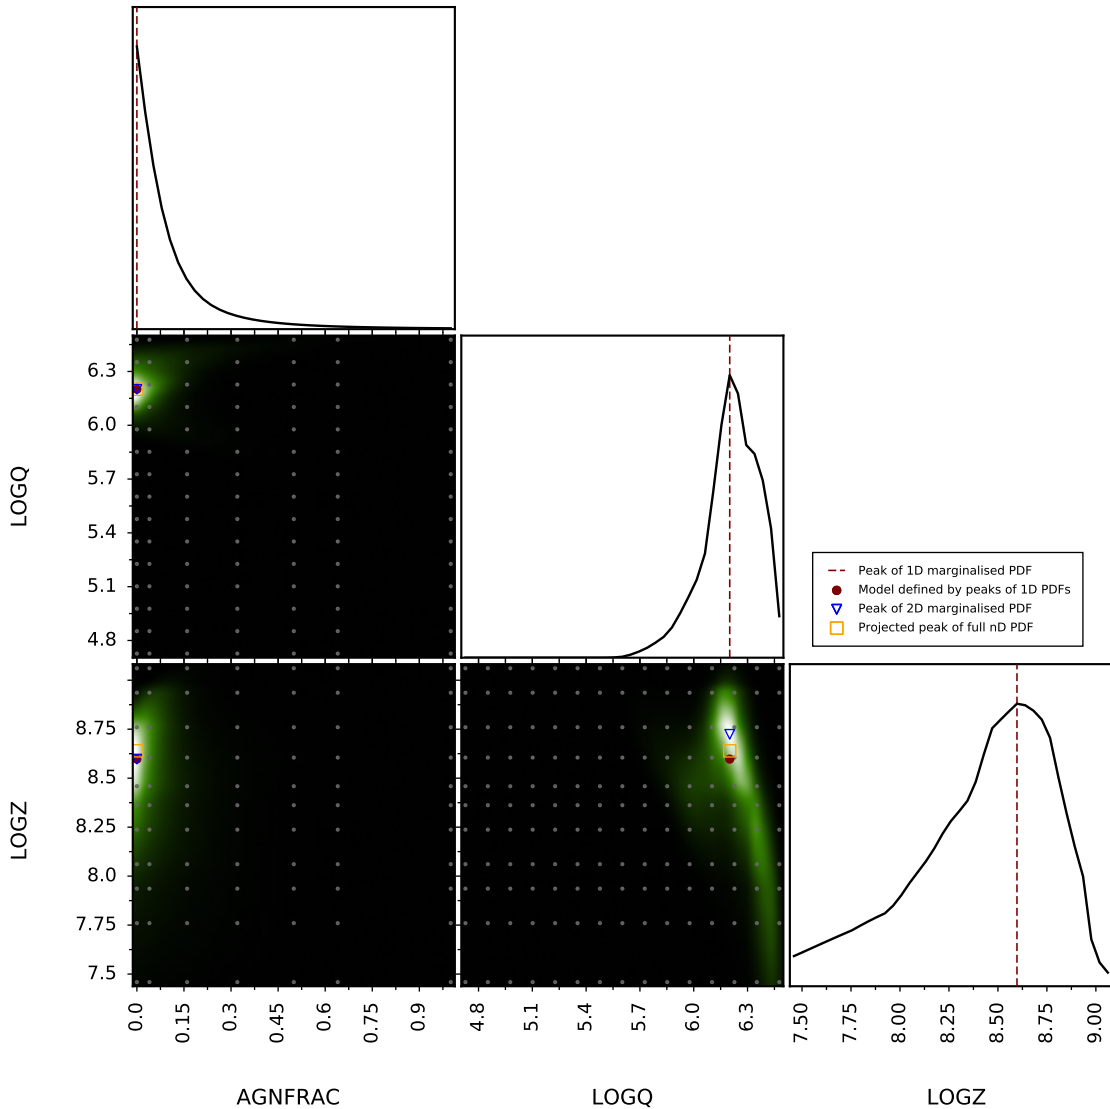 6.3
6.0
5.7
5.4
5.1
4.8
LOGQ
Peak of 1D marginalised PDF
Model defined by peaks of 1D PDFs
Peak of 2D marginalised PDF
Projected peak of full nD PDF
8.75
8.5
8.25
8.0
7.75
7.5
LOGZ
0.0 0.15 0.3 0.45 0.6 0.75 0.9
4.8 5.1 5.4 5.7 6.0 6.3
7.50 7.75 8.00 8.25 8.50 8.75 9.00
AGNFRAC LOGQ LOGZ